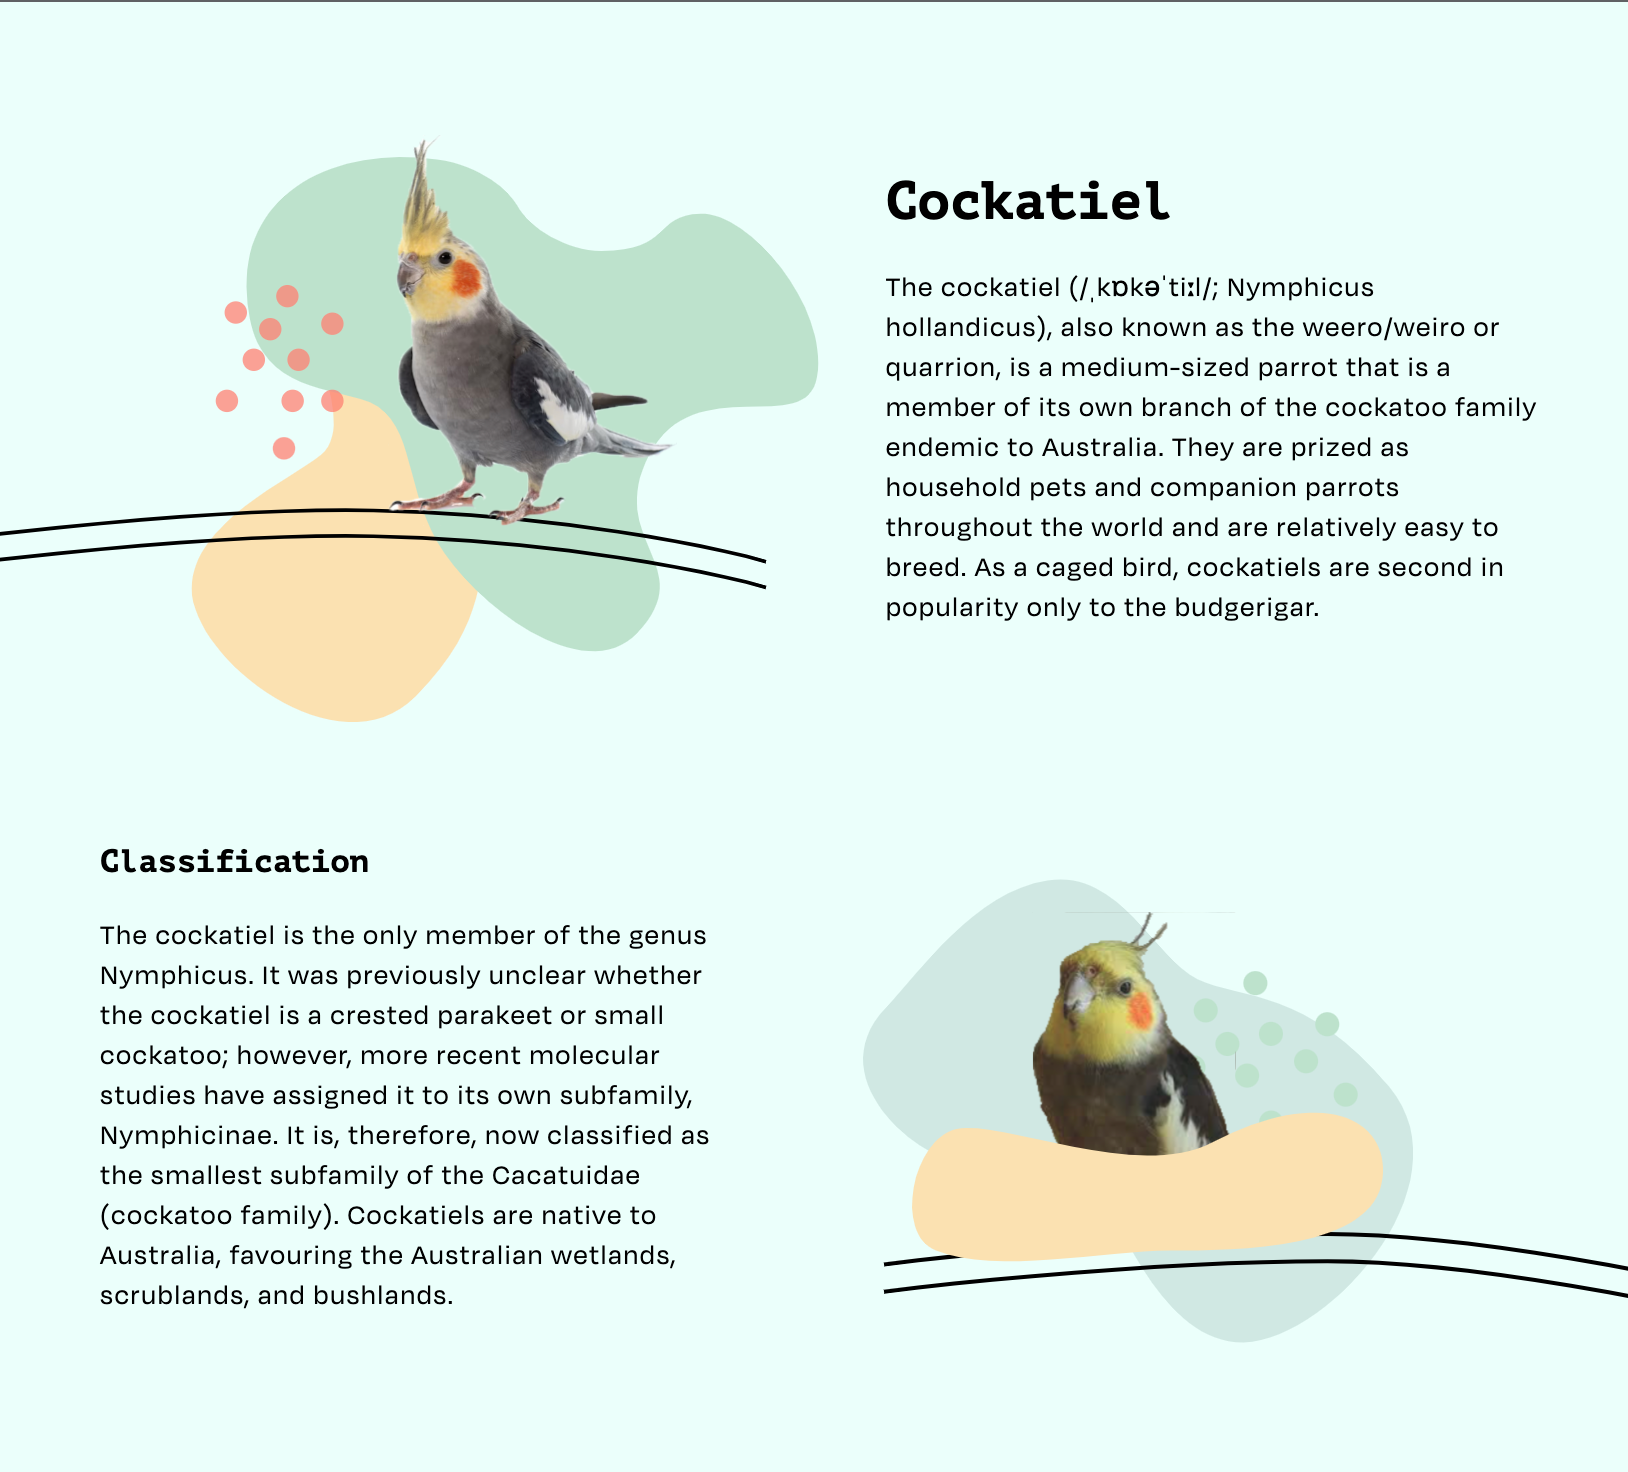 Cockatiel
The cockatiel (/ˌkɒkəˈtiːl/; Nymphicus
hollandicus), also known as the weero/weiro or
quarrion, is a medium-sized parrot that is a
member of its own branch of the cockatoo family
endemic to Australia. They are prized as
household pets and companion parrots
throughout the world and are relatively easy to
breed. As a caged bird, cockatiels are second in
popularity only to the budgerigar.
Classification
The cockatiel is the only member of the genus
Nymphicus. It was previously unclear whether
the cockatiel is a crested parakeet or small
cockatoo; however, more recent molecular
studies have assigned it to its own subfamily,
Nymphicinae. It is, therefore, now classified as
the smallest subfamily of the Cacatuidae
(cockatoo family). Cockatiels are native to
Australia, favouring the Australian wetlands,
scrublands, and bushlands.